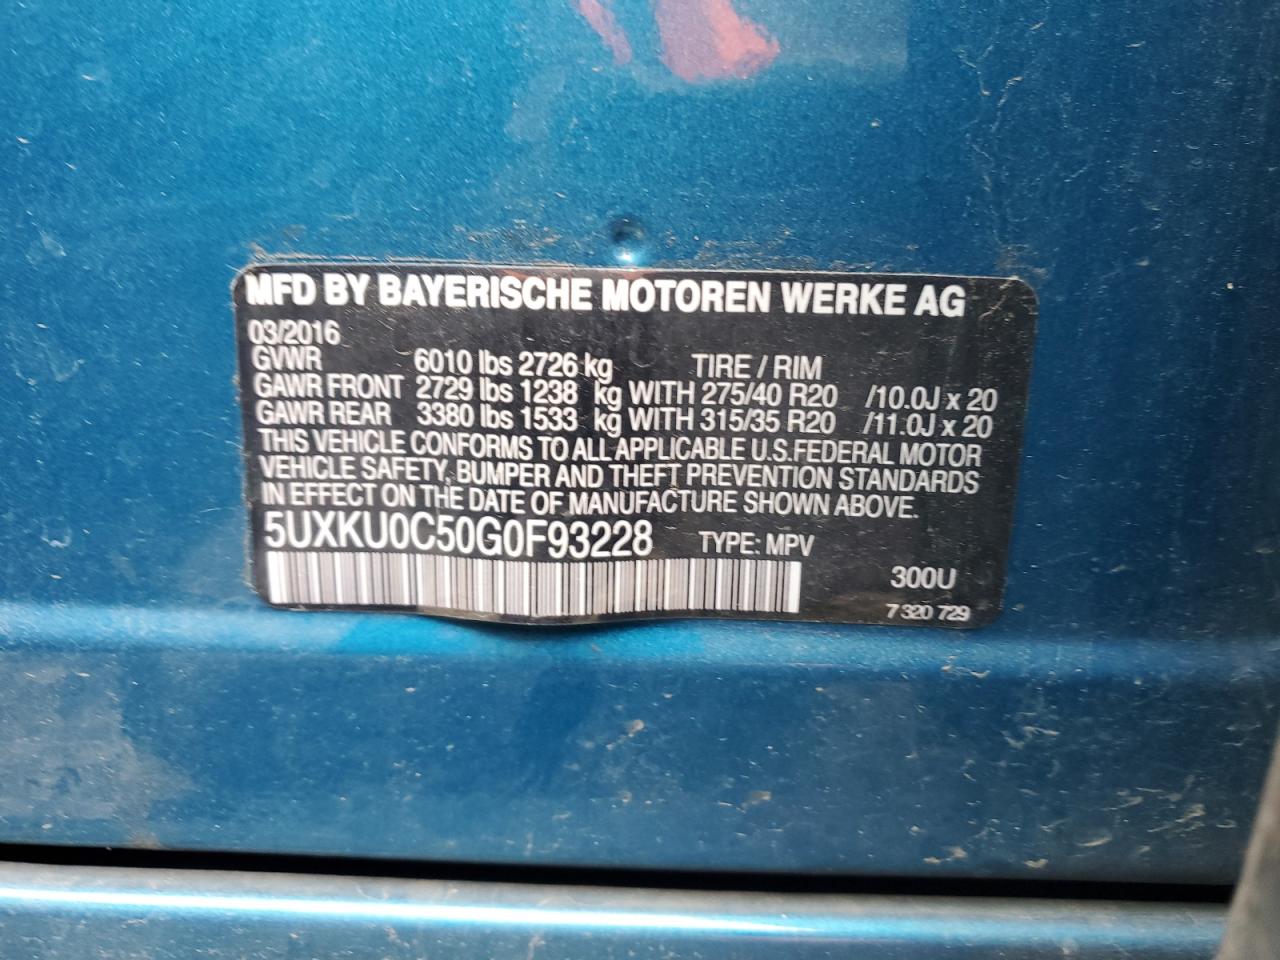 MFD BY BAYERISCHE MOTOREN WERKE AG
03/2016
GVWR 6010 lbs 2726 kg TIRE / RIM
GAWR FRONT 2729 lbs 1238 kg WITH 275/40 R20 /10.0J x 20
GAWR REAR 3380 lbs 1533 kg WITH 315/35 R20 /11.0J x 20
THIS VEHICLE CONFORMS TO ALL APPLICABLE U.S.FEDERAL MOTOR
VEHICLE SAFETY, BUMPER AND THEFT PREVENTION STANDARDS
IN EFFECT ON THE DATE OF MANUFACTURE SHOWN ABOVE.
5UXKU0C50G0F93228 TYPE: MPV
300U
7 320 729